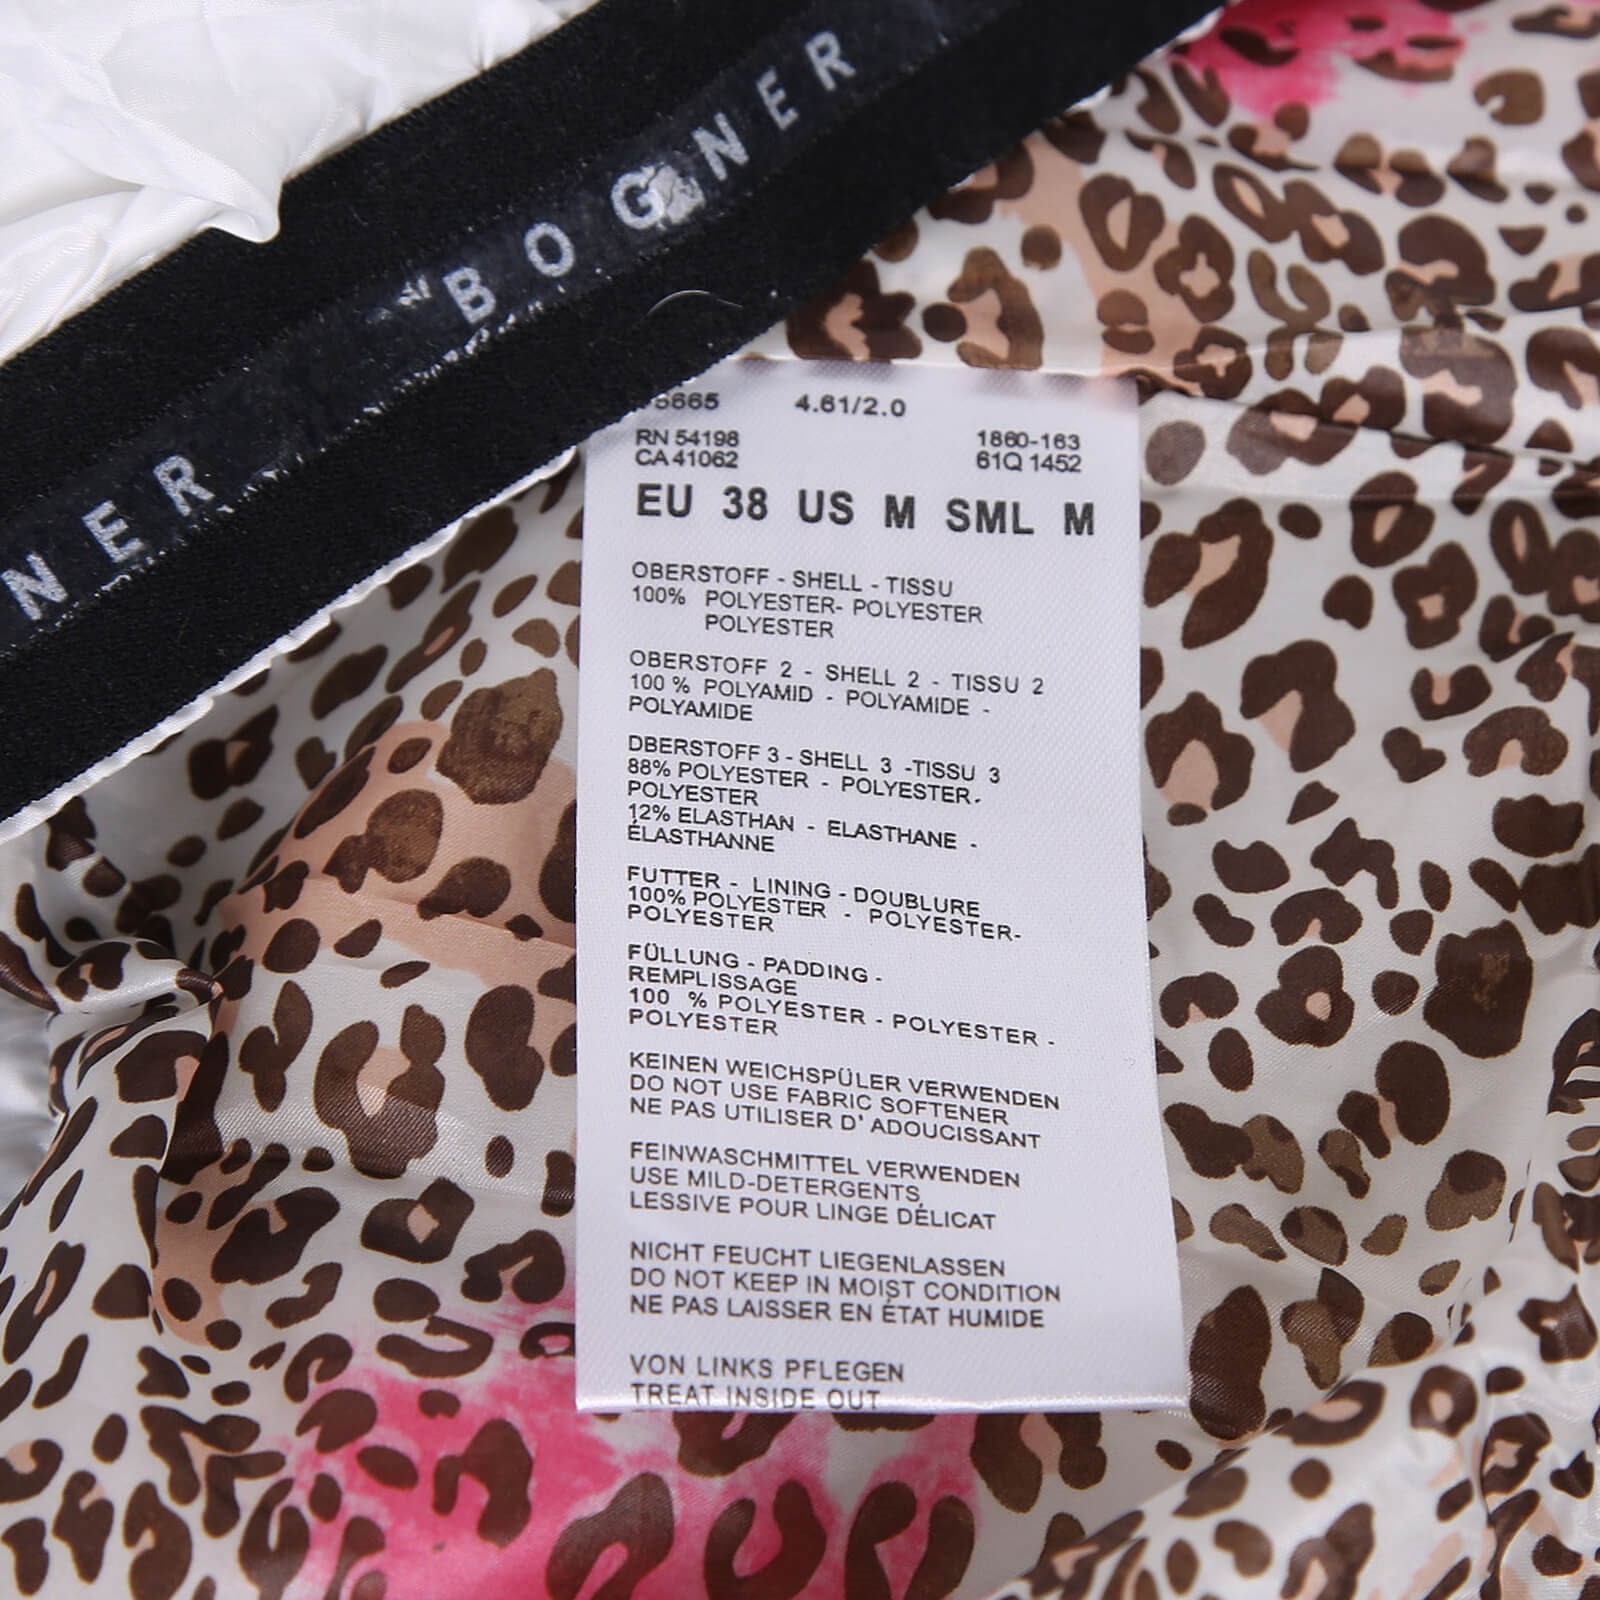 BOGNER
NER
4.61/2.0
RN 54198 1860-163
CA 41062 61Q 1452
EU 38 US M SML M
OBERSTOFF - SHELL - TISSU
100% POLYESTER- POLYESTER
POLYESTER
OBERSTOFF 2 - SHELL 2 - TISSU 2
100 % POLYAMID - POLYAMIDE -
POLYAMIDE
DBERSTOFF 3 - SHELL 3 -TISSU 3
88% POLYESTER - POLYESTER-
POLYESTER
12% ELASTHAN - ELASTHANE -
ÉLASTHANNE
FUTTER - LINING - DOUBLURE
100% POLYESTER - POLYESTER-
POLYESTER
FÜLLUNG - PADDING -
REMPLISSAGE
100 % POLYESTER - POLYESTER -
POLYESTER
KEINEN WEICHSPÜLER VERWENDEN
DO NOT USE FABRIC SOFTENER
NE PAS UTILISER D' ADOUCISSANT
FEINWASCHMITTEL VERWENDEN
USE MILD-DETERGENTS
LESSIVE POUR LINGE DÉLICAT
NICHT FEUCHT LIEGENLASSEN
DO NOT KEEP IN MOIST CONDITION
NE PAS LAISSER EN ÉTAT HUMIDE
VON LINKS PFLEGEN
TREAT INSIDE OUT